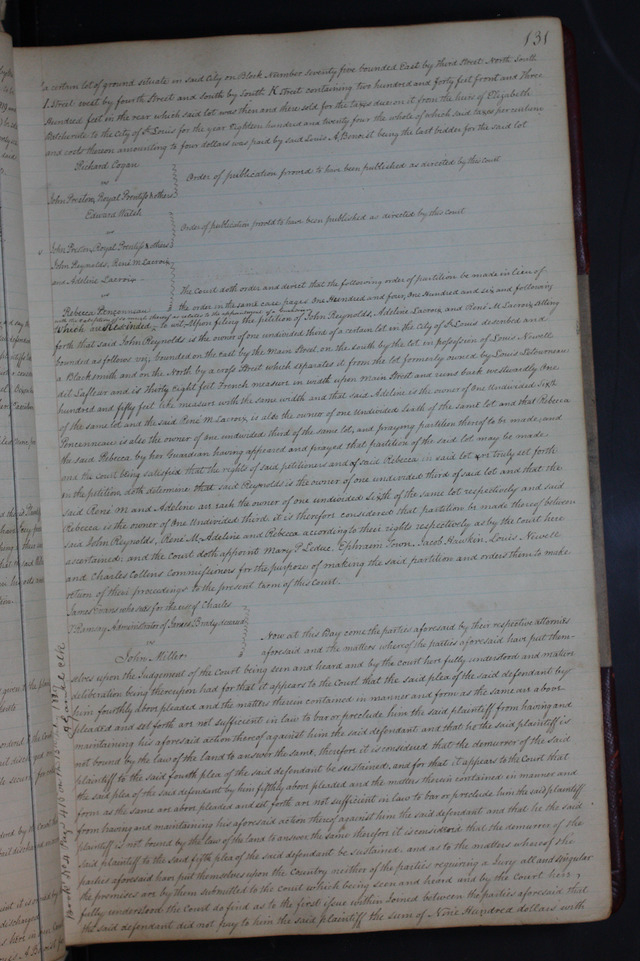 131
a certain lot of ground situate in said City on Block Number seventy five bounded East by Third Street North South
I. Street west by fourth Street and South by South K Street containing two hundred and forty feet front and Three
Hundred feet in the rear which said lot was then and there sold for the taxes due on it from the heirs of Elizabeth
to the City of St Louis for the year Eighteen hundred and twenty four the whole of which said taxes per centum
and costs thereon amounting to four dollars was paid by said Louis A, Benoist being the last bidder for the said lot
Richard Cogan
vs
John Preston, Royal Prentiss & others
Order of publication proved to have been published as directed by this court
Edward Walsh
vs
John Preston Royal Prentiss & others
Order of publication proved to have been published as directed by this court
John Reynolds, René M. Lacroix
and Adeline Lacroix
vs
Rebecca
The Court doth order and decret that the following order of partition be made in lieu of
the order in the same case pages One Hundred and four, One Hundred and six and following
Which are Rescinded, to wit, Upon filing the petition of John Reynolds, Adeline Lacroix and René M. Lacroix, setting
forth that said John Reynolds is the owner of one undivided third of a certain lot in the City of St Louis described and
bounded as follows viz; bounded on the east by the Main Street on the south by the lot in possession of Louis Newell
a Blacksmith and on the North by a cross Street which separates it from the lot formerly owned by Louis
dit Lafleur and is thirty eight feet French measure in width upon main Street and runs back westwardly One
hundred and fifty feet like measure with the same width and that said Adeline is the owner of One Undivided Sixth
of the same lot and the said René M. Lacroix is also the owner of one Undivided Sixth of the same lot and that Rebecca
is also the owner of one undivided third of the same lot, and praying partition thereof to be made, and
the said Rebecca by her Guardian having appeared and prayed that partition of the said lot may be made
and the court being satisfied that the rights of said petitioners and of said Rebecca in said lot are truly set forth
in the petition, doth determine, that said Reynolds is the owner of one undivided third of said lot and that the
said René M and Adeline are each the owner of one undivided Sixth of the same lot respectively and said
Rebecca is the owner of One Undivided third, it is therefore considered that partition be made thereof between
said John Reynolds, René M, Adeline and Rebecca according to their rights respectively as by the Court here
ascertained; and the Court doth appoint Mary P Leduc, Ephraim Town, Jacob Hawken, Louis Newell
and Charles Collins commissioners for the purpose of making the said partition and orders them to make
return of their proceedings to the present term of this Court.
James Evans who sues for the use of Charles
Ramsay Administrator of James Brady deceased
vs
John Miller
Now at this Day come the parties aforesaid by their respective attornies
aforesaid and the matters whereof the parties aforesaid have put them-
selves upon the Judgement of the Court being seen and heard and by the Court here fully understood and mature
deliberation being thereupon had for that it appears to the Court that the said plea of the said defendant by
him fourthly above pleaded and the matters therein contained in manner and form as the same are above
pleaded and set forth are not sufficient in law to bar or preclude him the said plaintiff from having and
maintaining his aforesaid action thereof against him the said defendant and that he the said plaintiff is
not bound by the law of the land to answer the same, therefore it is considered that the demurrer of the said
plaintiff to the said fourth plea of the said defendant be sustained, and for that it appears to the Court that
the said plea of the said defendant by him fifthly above pleaded and the matters therein contained in manner and
form as the same are above pleaded and set forth are not sufficient in law to bar or preclude him the said plaintiff
from having and maintaining his aforesaid action thereof against him the said defendant and that he the said
plaintiff is not bound by the law of the land to answer the same therefore it is considered that the demurrer of the
said plaintiff to the said fifth plea of the said defendant be sustained, and as to the matters whereof the
parties aforesaid have put themselves upon the Country neither of the parties requiring a Jury all and singular
the premises are by them submitted to the court which being seen and heard and by the Court here,
fully understood the Court do find as to the first issue within Joined between the parties aforesaid that
the said defendant did not pay to him the said plaintiff the sum of Nine Hundred dollars with